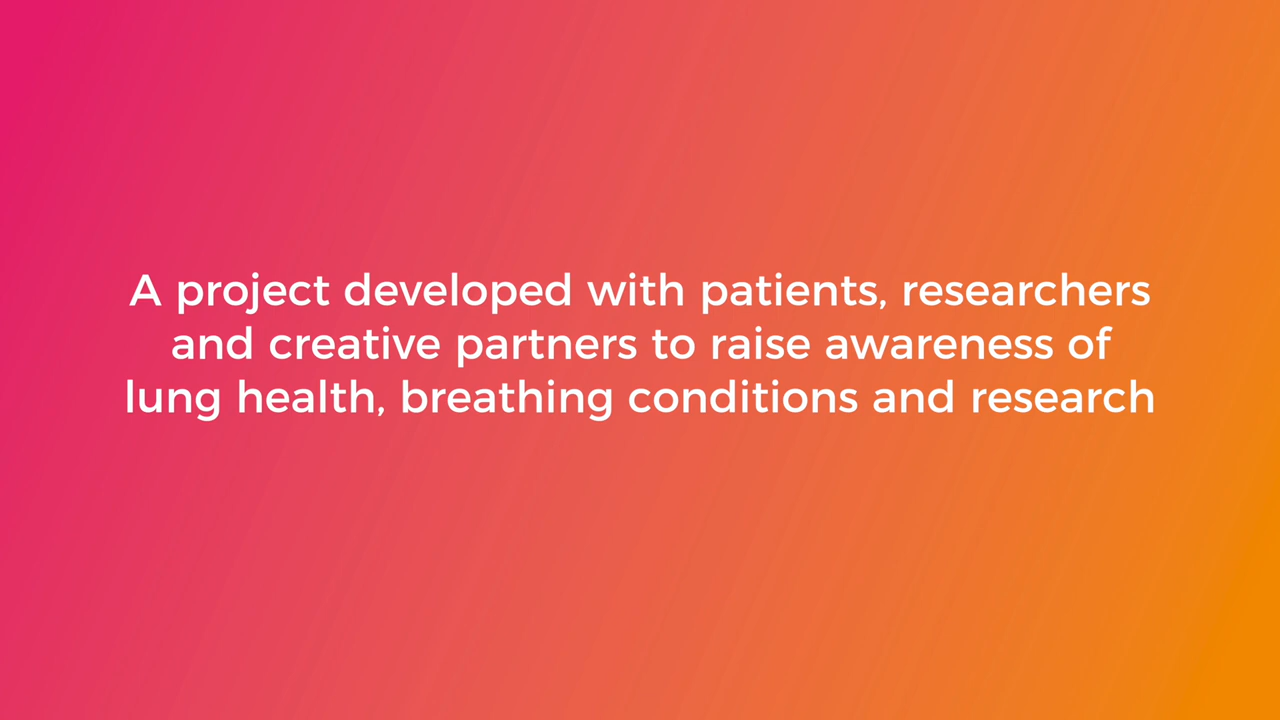 A project developed with patients, researchers
and creative partners to raise awareness of
lung health, breathing conditions and research